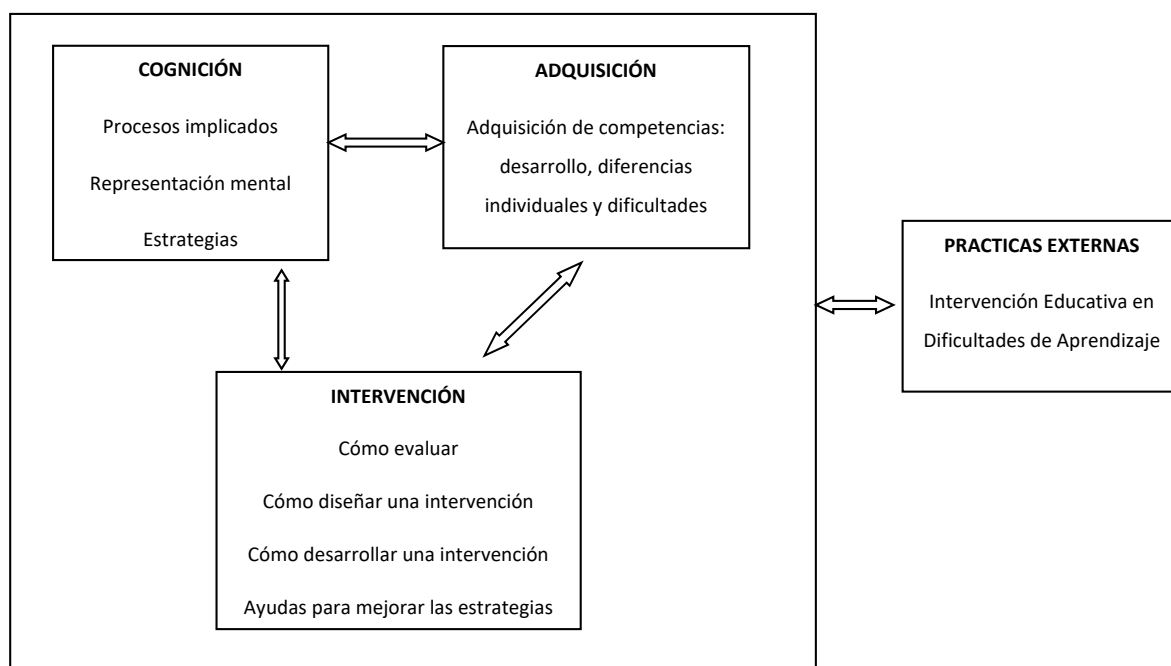 COGNICIÓN
Procesos implicados
Representación mental
Estrategias
ADQUISICIÓN
Adquisición de competencias:
desarrollo, diferencias
individuales y dificultades
PRACTICAS EXTERNAS
Intervención Educativa en
Dificultades de Aprendizaje
INTERVENCIÓN
Cómo evaluar
Cómo diseñar una intervención
Cómo desarrollar una intervención
Ayudas para mejorar las estrategias